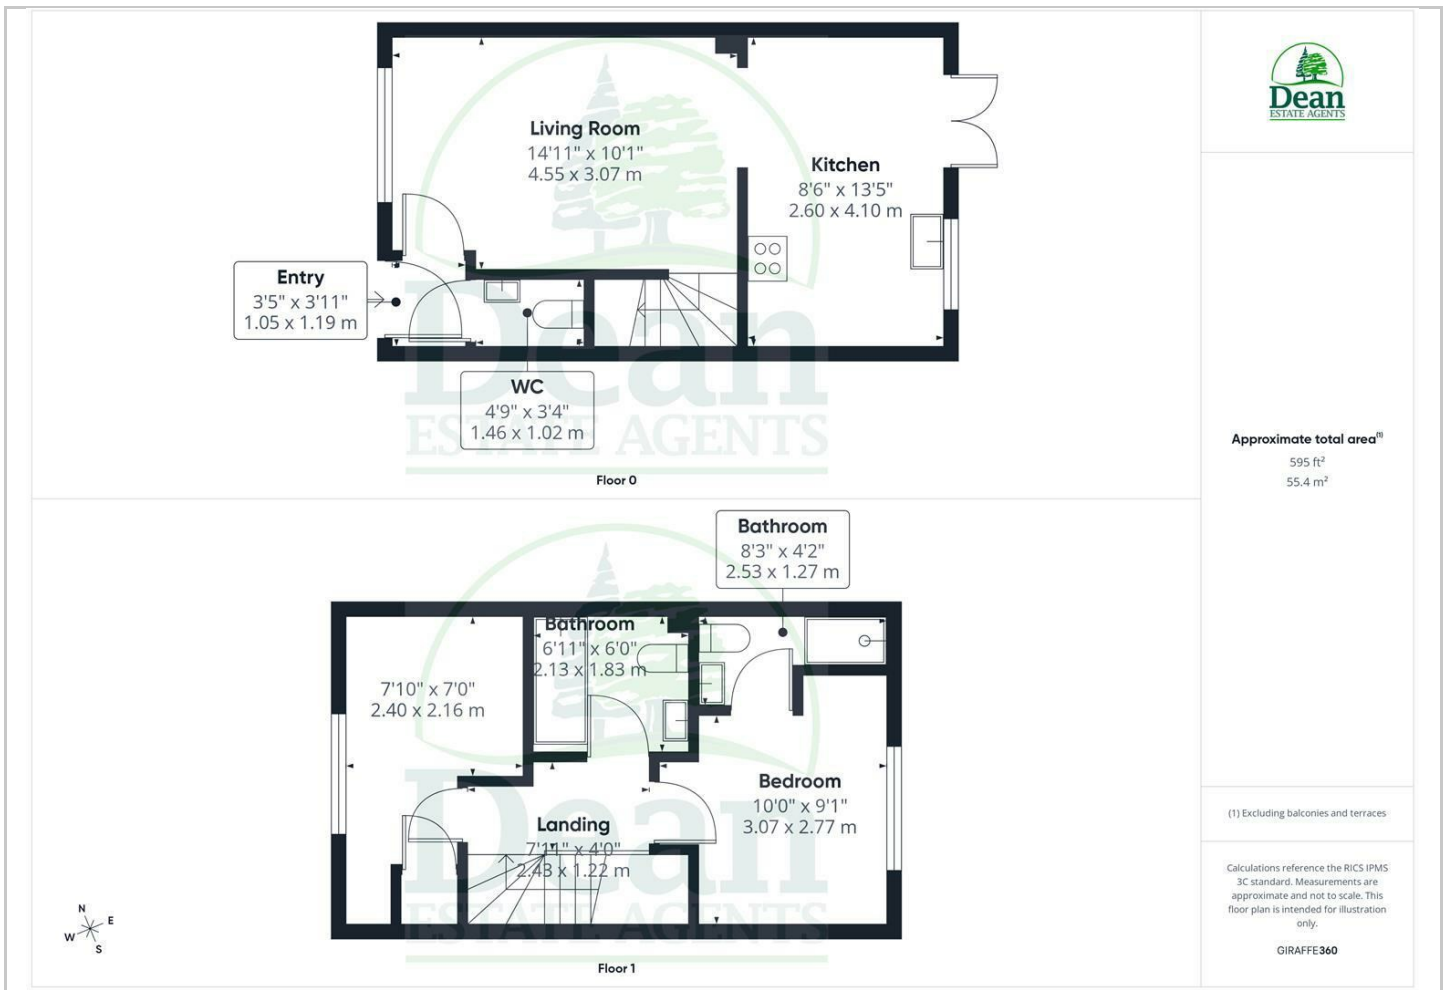 Living Room
14'11" x 10'1"
4.55 x 3.07 m
Kitchen
8'6" x 13'5"
2.60 x 4.10 m
Entry
3'5" x 3'11"
1.05 x 1.19 m
WC
4'9" x 3'4"
1.46 x 1.02 m
Dean
ESTATE AGENTS
Floor 0
Bathroom
8'3" x 4'2"
2.53 x 1.27 m
Bathroom
6'11" x 6'0"
2.13 x 1.83 m
7'10" x 7'0"
2.40 x 2.16 m
Bedroom
10'0" x 9'1"
3.07 x 2.77 m
Landing
7'11" x 4'0"
2.43 x 1.22 m
Dean
ESTATE AGENTS
N
E
W
S
Floor 1
Dean
ESTATE AGENTS
Approximate total area(1)
595 ft²
55.4 m²
(1) Excluding balconies and terraces
Calculations reference the RICS IPMS
3C standard. Measurements are
approximate and not to scale. This
floor plan is intended for illustration
only.
GIRAFFE360